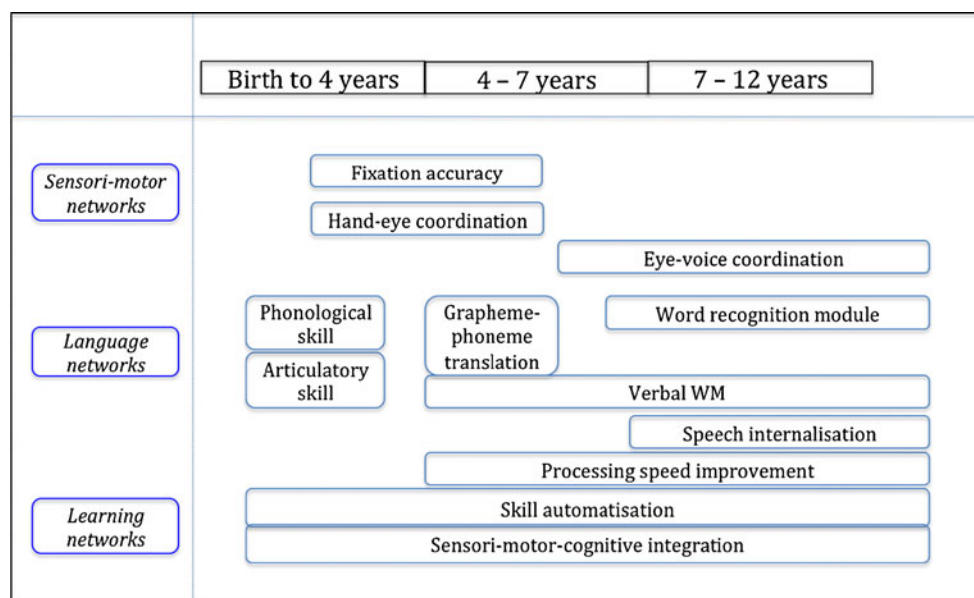 Birth to 4 years
4 – 7 years
7 – 12 years
Sensori-motor
networks
Fixation accuracy
Hand-eye coordination
Eye-voice coordination
Language
networks
Phonological
skill
Articulatory
skill
Grapheme-
phoneme
translation
Word recognition module
Verbal WM
Speech internalisation
Processing speed improvement
Learning
networks
Skill automatisation
Sensori-motor-cognitive integration